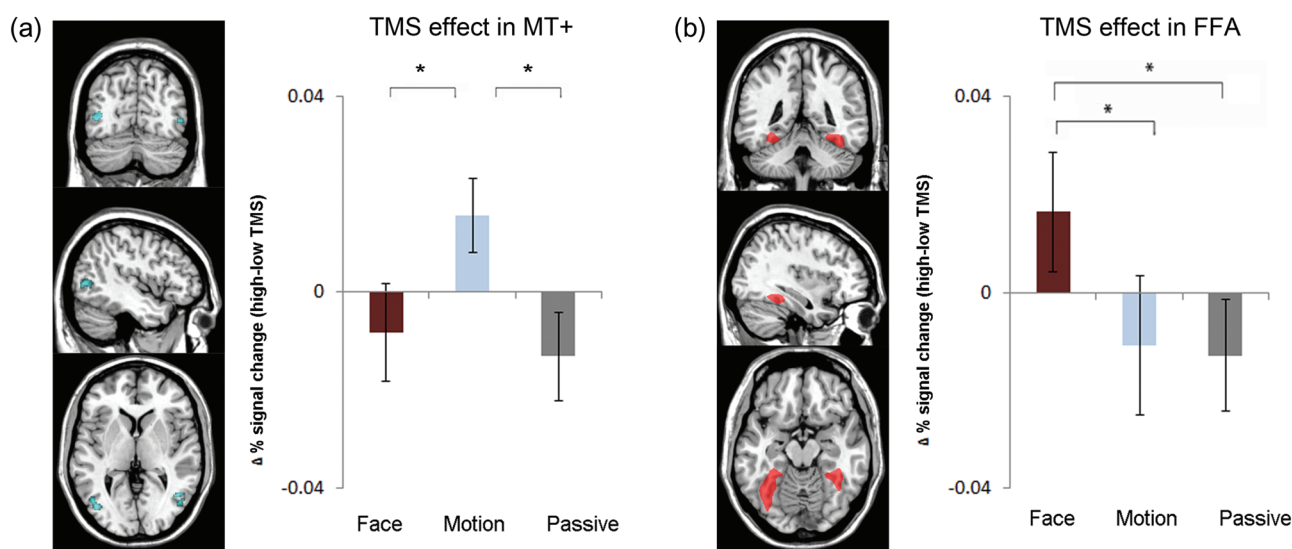 (a)
TMS effect in MT+
* *
0.04
0
-0.04
Δ % signal change (high-low TMS)
Face Motion Passive
(b)
TMS effect in FFA
*
*
0.04
0
-0.04
Δ % signal change (high-low TMS)
Face Motion Passive